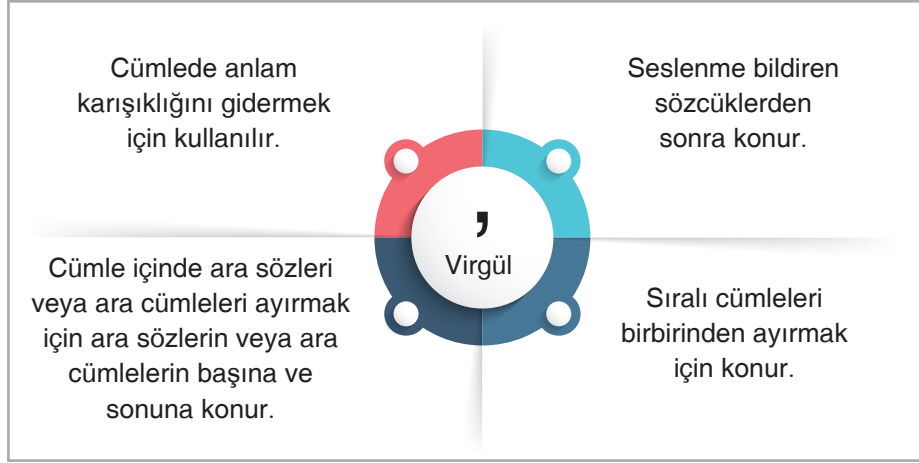 Cümlede anlam
karışıklığını gidermek
için kullanılır.
Seslenme bildiren
sözcüklerden
sonra konur.
,
Virgül
Cümle içinde ara sözleri
veya ara cümleleri ayırmak
için ara sözlerin veya ara
cümlelerin başına ve
sonuna konur.
Sıralı cümleleri
birbirinden ayırmak
için konur.